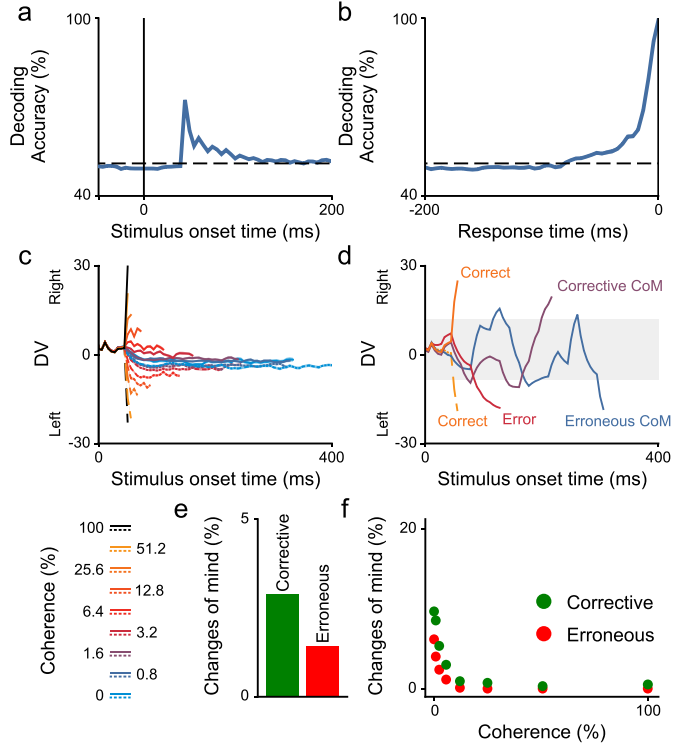 a
100
Decoding
Accuracy (%)
40
0
200
Stimulus onset time (ms)
b
100
Decoding
Accuracy (%)
40
-200
0
Response time (ms)
c
30
Right
DV
0
Left
-30
0
400
Stimulus onset time (ms)
d
30
Right
DV
0
Left
-30
0
400
Stimulus onset time (ms)
Correct
Corrective CoM
Correct
Error
Erroneous CoM
Coherence (%)
100
51.2
25.6
12.8
6.4
3.2
1.6
0.8
0
e
Changes of mind (%)
5
0
Corrective
Erroneous
f
Changes of mind (%)
20
0
Corrective
Erroneous
0
100
Coherence (%)